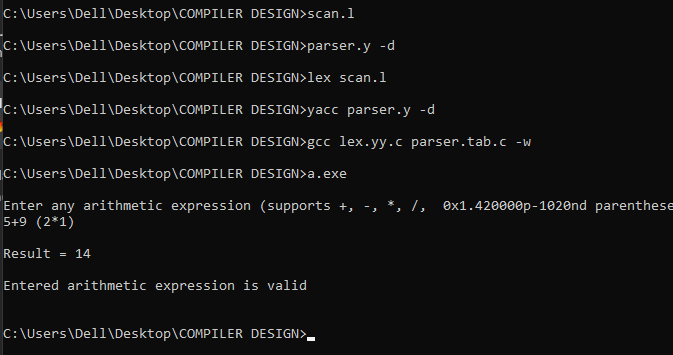 C:\Users\Dell\Desktop\COMPILER DESIGN>scan.l
C:\Users\Dell\Desktop\COMPILER DESIGN>parser.y -d
C:\Users\Dell\Desktop\COMPILER DESIGN>lex scan.l
C:\Users\Dell\Desktop\COMPILER DESIGN>yacc parser.y -d
C:\Users\Dell\Desktop\COMPILER DESIGN>gcc lex.yy.c parser.tab.c -w
C:\Users\Dell\Desktop\COMPILER DESIGN>a.exe
Enter any arithmetic expression (supports +, -, *, /,  0x1.420000p-1020nd parenthese
5+9 (2*1)
Result = 14
Entered arithmetic expression is valid
C:\Users\Dell\Desktop\COMPILER DESIGN>